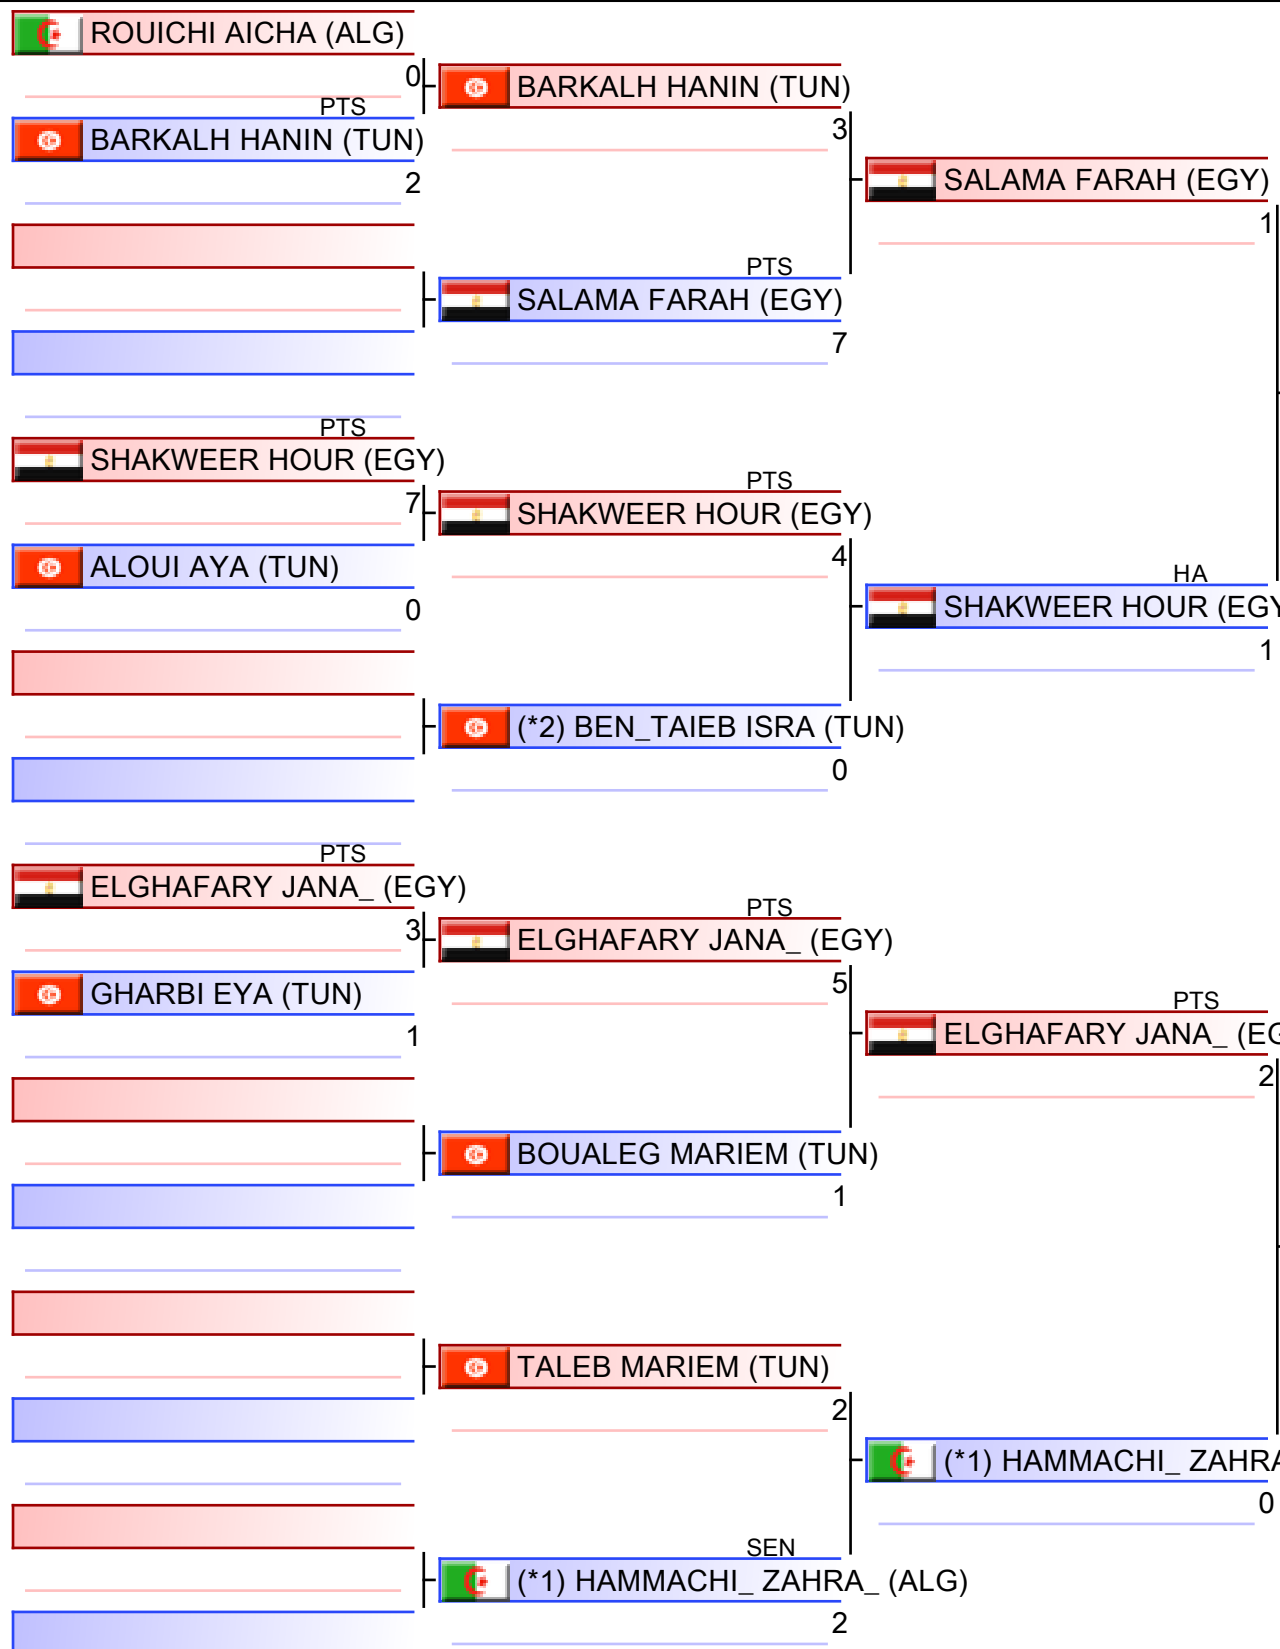 ROUICHI AICHA (ALG)
0
PTS
BARKALH HANIN (TUN)
2
BARKALH HANIN (TUN)
3
PTS
SALAMA FARAH (EGY)
7
SALAMA FARAH (EGY)
1
PTS
SHAKWEER HOUR (EGY)
7
ALOUI AYA (TUN)
0
PTS
SHAKWEER HOUR (EGY)
4
(*2) BEN_TAIEB ISRA (TUN)
0
HA
SHAKWEER HOUR (EGY
1
PTS
ELGHAFARY JANA_ (EGY)
3
GHARBI EYA (TUN)
1
PTS
ELGHAFARY JANA_ (EGY)
5
BOUALEG MARIEM (TUN)
1
PTS
ELGHAFARY JANA_ (EG
2
TALEB MARIEM (TUN)
2
SEN
(*1) HAMMACHI_ ZAHRA_ (ALG)
2
(*1) HAMMACHI_ ZAHRA
0